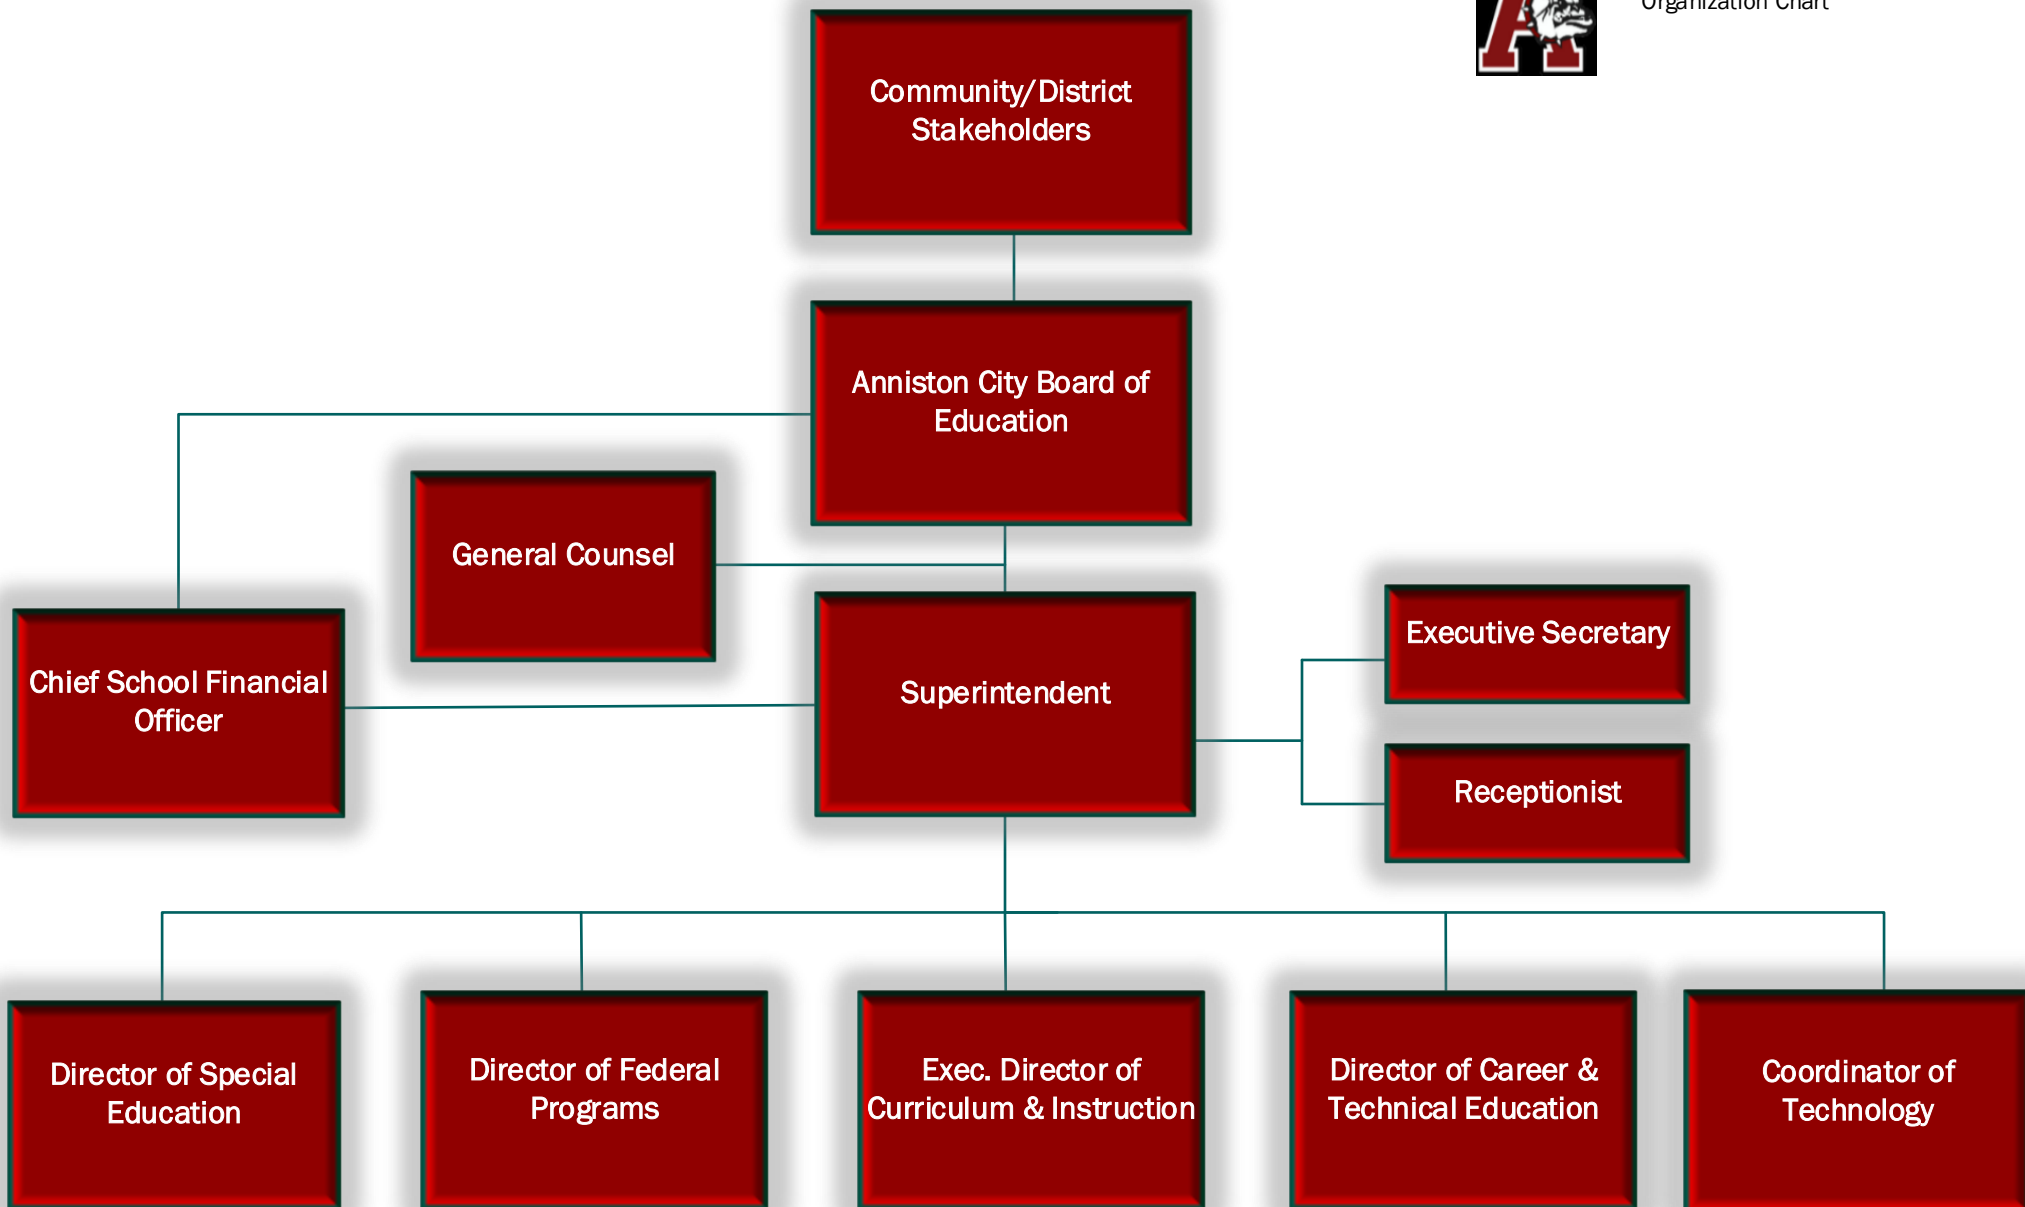 Organization Chart
Community/District
Stakeholders
Anniston City Board of
Education
General Counsel
Executive Secretary
Chief School Financial
Officer
Superintendent
Receptionist
Director of Special
Education
Director of Federal
Programs
Exec. Director of
Curriculum & Instruction
Director of Career &
Technical Education
Coordinator of
Technology
A